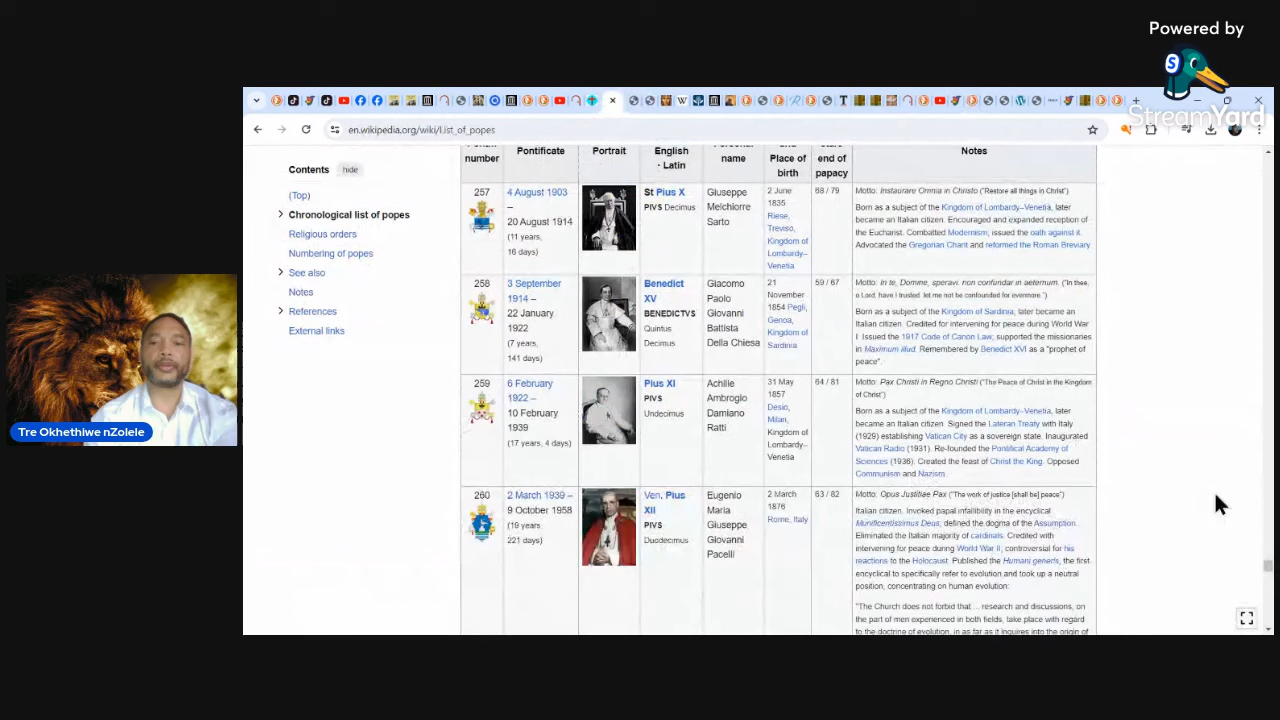 Powered by
S
StreamYard
en.wikipedia.org/wiki/List_of_popes
Contents
hide
(Top)
Chronological list of popes
Religious orders
Numbering of popes
See also
Notes
References
External links
number
Pontificate
Portrait
English
· Latin
Personal
name
and
Place of
birth
end of
papacy
Notes
257
4 August 1903
–
20 August 1914
(11 years,
16 days)
St Pius X
PIVS Decimus
Giuseppe
Melchiorre
Sarto
2 June
1835
Riese,
Treviso,
Kingdom of
Lombardy–
Venetia
68 / 79
Motto: Instaurare Omnia in Christo ("Restore all things in Christ")
Born as a subject of the Kingdom of Lombardy–Venetia, later
became an Italian citizen. Encouraged and expanded reception of
the Eucharist. Combatted Modernism; issued the oath against it.
Advocated the Gregorian Chant and reformed the Roman Breviary
258
3 September
1914 –
22 January
1922
(7 years,
141 days)
Benedict
XV
BENEDICTVS
Quintus
Decimus
Giacomo
Paolo
Giovanni
Battista
Della Chiesa
21
November
1854 Pegli,
Genoa,
Kingdom of
Sardinia
59 / 67
Motto: In te, Domine, speravi, non confundar in aeternum. ("In thee,
o Lord, have I trusted, let me not be confounded for evermore.")
Born as a subject of the Kingdom of Sardinia, later became an
Italian citizen. Credited for intervening for peace during World War
I. Issued the 1917 Code of Canon Law; supported the missionaries
in Maximum illud. Remembered by Benedict XVI as a "prophet of
peace".
259
6 February
1922 –
10 February
1939
(17 years, 4 days)
Pius XI
PIVS
Undecimus
Achille
Ambrogio
Damiano
Ratti
31 May
1857
Desio,
Milan,
Kingdom of
Lombardy–
Venetia
64 / 81
Motto: Pax Christi in Regno Christi ("The Peace of Christ in the Kingdom
of Christ")
Born as a subject of the Kingdom of Lombardy–Venetia, later
became an Italian citizen. Signed the Lateran Treaty with Italy
(1929) establishing Vatican City as a sovereign state. Inaugurated
Vatican Radio (1931). Re-founded the Pontifical Academy of
Sciences (1936). Created the feast of Christ the King. Opposed
Communism and Nazism.
260
2 March 1939 –
9 October 1958
(19 years,
221 days)
Ven. Pius
XII
PIVS
Duodecimus
Eugenio
Maria
Giuseppe
Giovanni
Pacelli
2 March
1876
Rome, Italy
63 / 82
Motto: Opus Justitiae Pax ("The work of justice [shall be] peace")
Italian citizen. Invoked papal infallibility in the encyclical
Munificentissimus Deus; defined the dogma of the Assumption.
Eliminated the Italian majority of cardinals. Credited with
intervening for peace during World War II; controversial for his
reactions to the Holocaust. Published the Humani generis, the first
encyclical to specifically refer to evolution and took up a neutral
position, concentrating on human evolution:
"The Church does not forbid that ... research and discussions, on
the part of men experienced in both fields, take place with regard
to the doctrine of evolution, in as far as it inquires into the origin of
Tre Okhethiwe nZolele